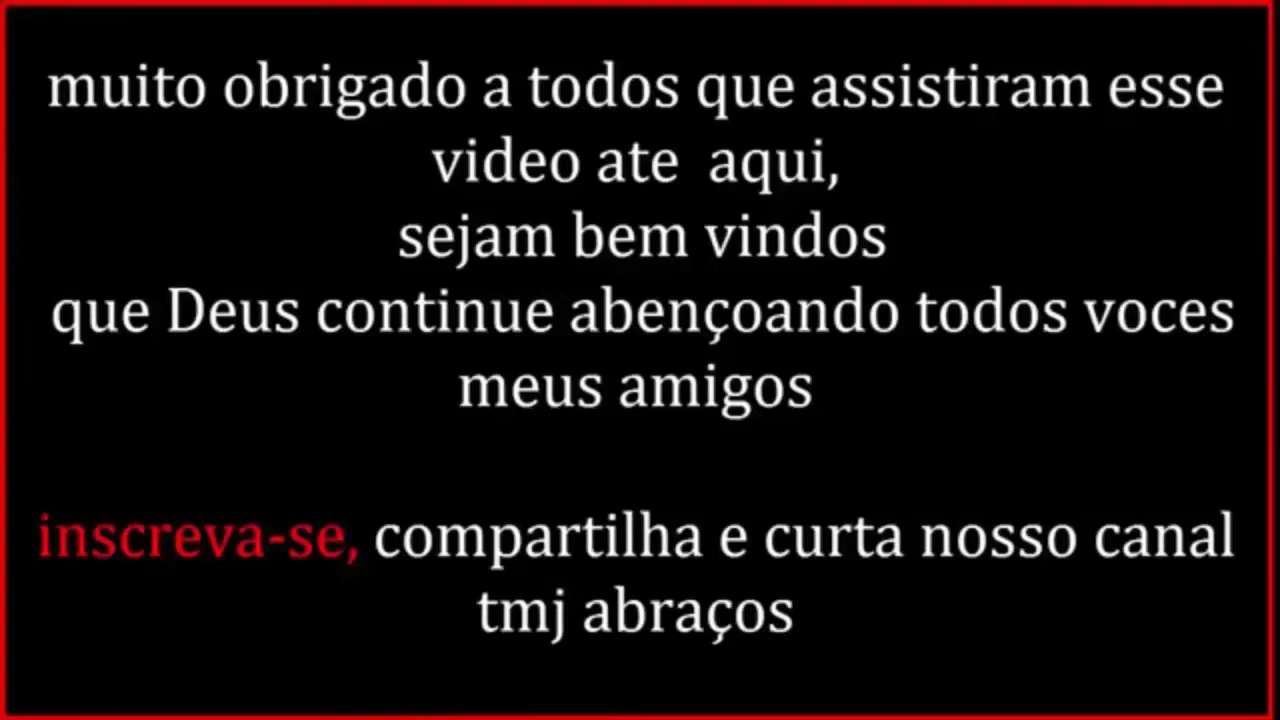 muito obrigado a todos que assistiram esse
video ate aqui,
sejam bem vindos
que Deus continue abençoando todos voces
meus amigos
inscreva-se, compartilha e curta nosso canal
tmj abraços